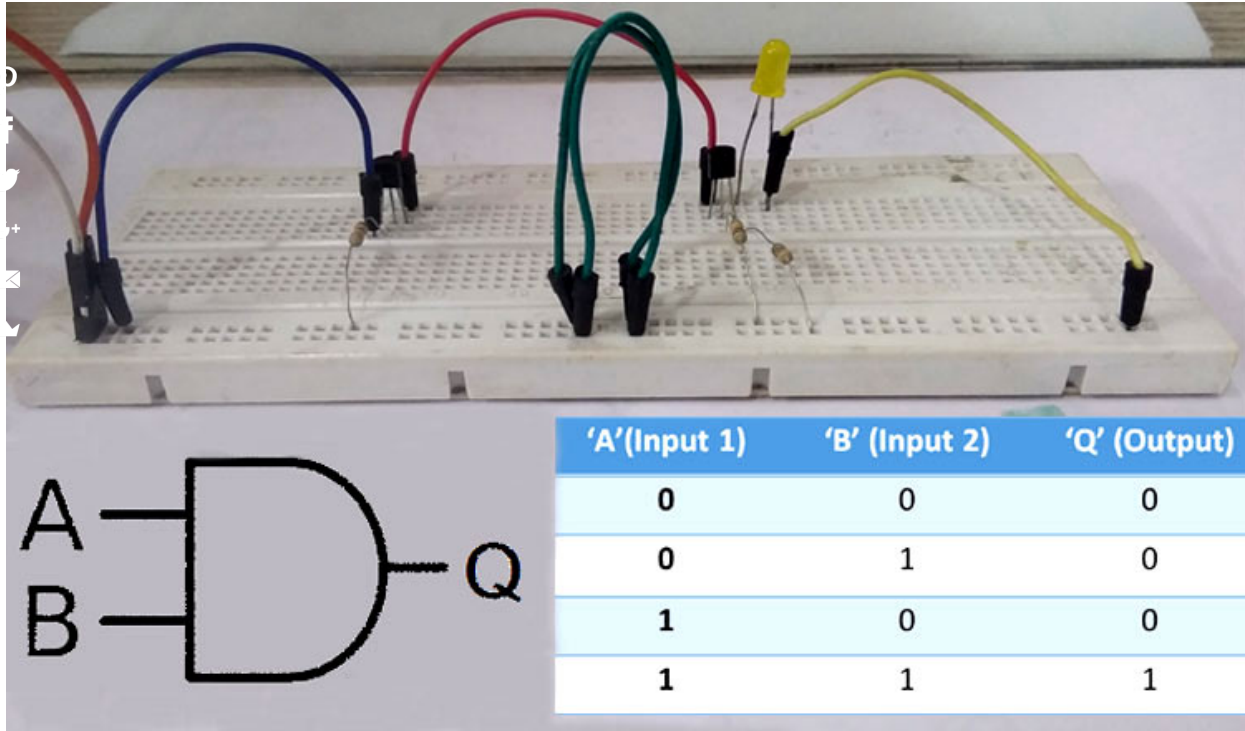 A
B
Q
‘A’(Input 1) ‘B’ (Input 2) ‘Q’ (Output)
0 0 0
0 1 0
1 0 0
1 1 1